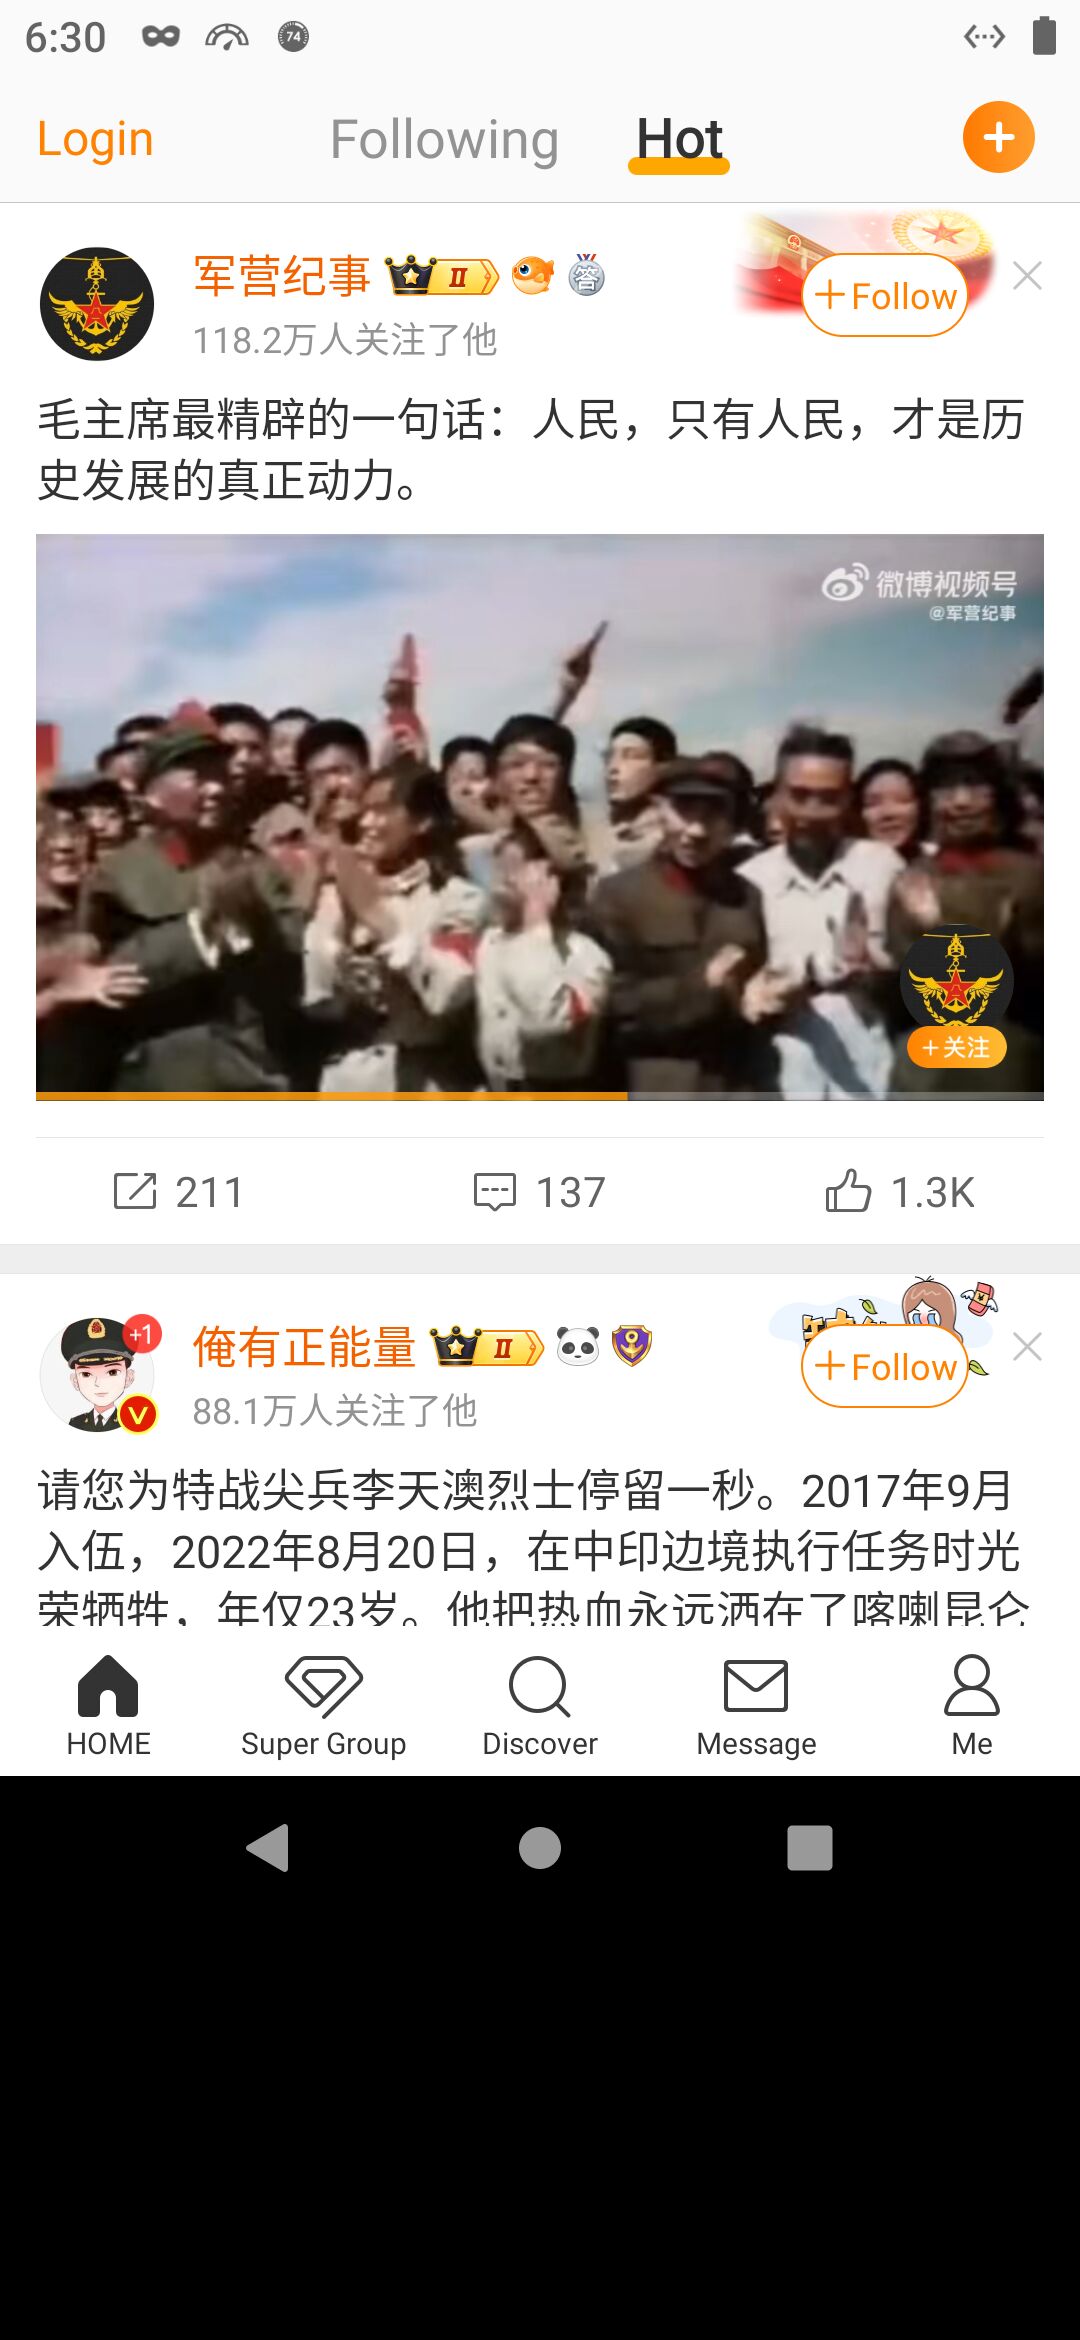 6:30
74
Login
Following
Hot
军营纪事
II
答
118.2万人关注了他
+Follow
毛主席最精辟的一句话：人民，只有人民，才是历
史发展的真正动力。
微博视频号
@军营纪事
+关注
211
137
1.3K
+1
俺有正能量
II
88.1万人关注了他
+Follow
请您为特战尖兵李天澳烈士停留一秒。2017年9月
入伍，2022年8月20日，在中印边境执行任务时光
荣牺牲，年仅23岁。他把热血永远洒在了喀喇昆仑
HOME
Super Group
Discover
Message
Me